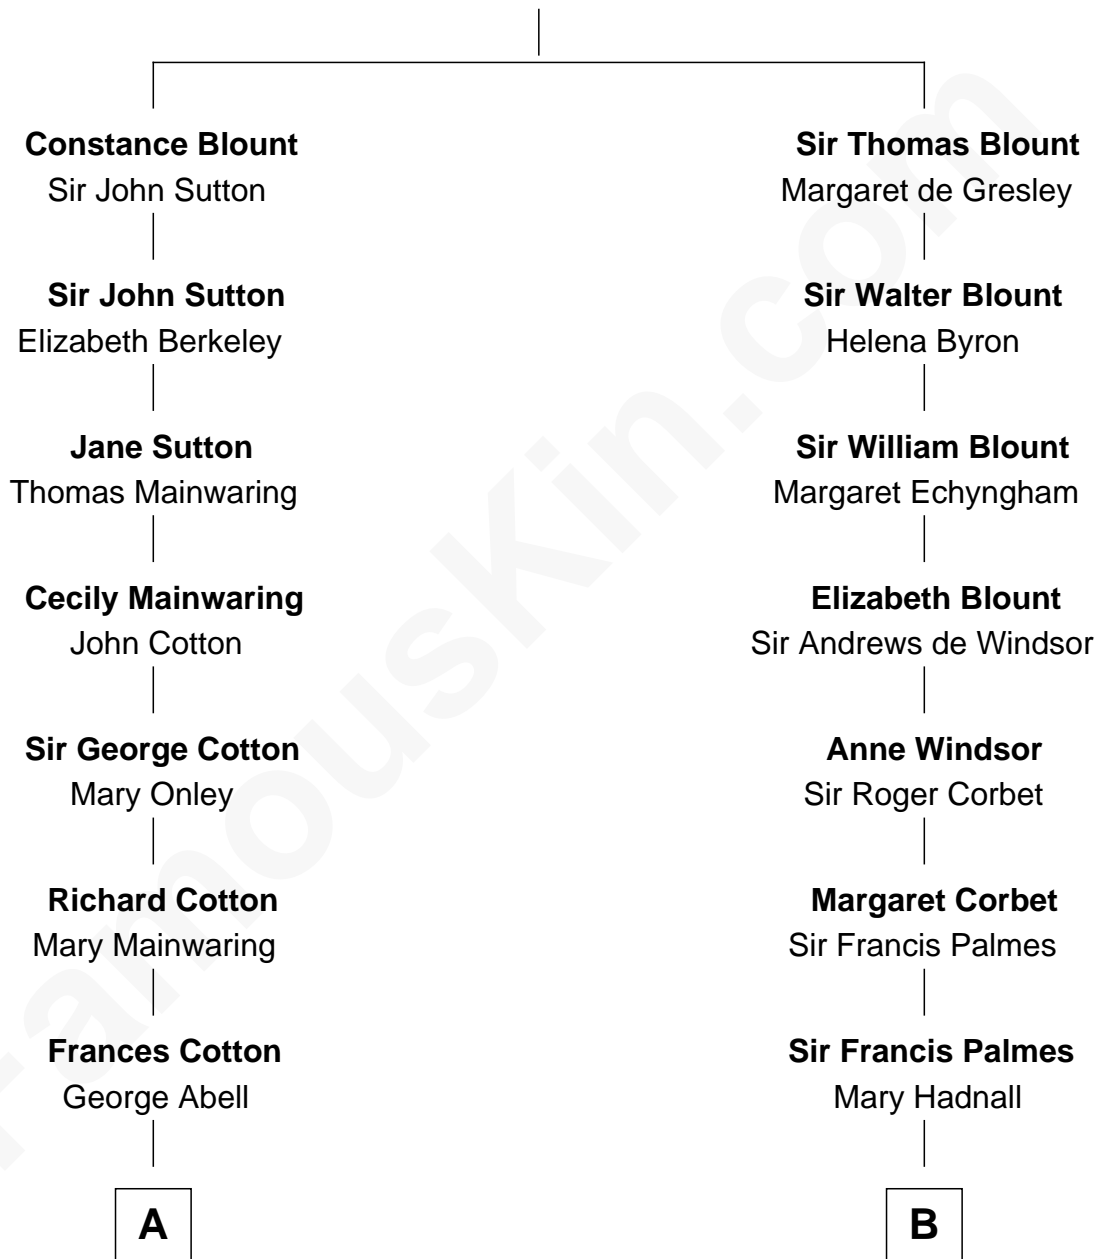 Constance Blount
Sir John Sutton
Sir John Sutton
Elizabeth Berkeley
Jane Sutton
Thomas Mainwaring
Cecily Mainwaring
John Cotton
Sir George Cotton
Mary Onley
Richard Cotton
Mary Mainwaring
Frances Cotton
George Abell
A
Sir Thomas Blount
Margaret de Gresley
Sir Walter Blount
Helena Byron
Sir William Blount
Margaret Echyngham
Elizabeth Blount
Sir Andrews de Windsor
Anne Windsor
Sir Roger Corbet
Margaret Corbet
Sir Francis Palmes
Sir Francis Palmes
Mary Hadnall
B
FamousKin.com